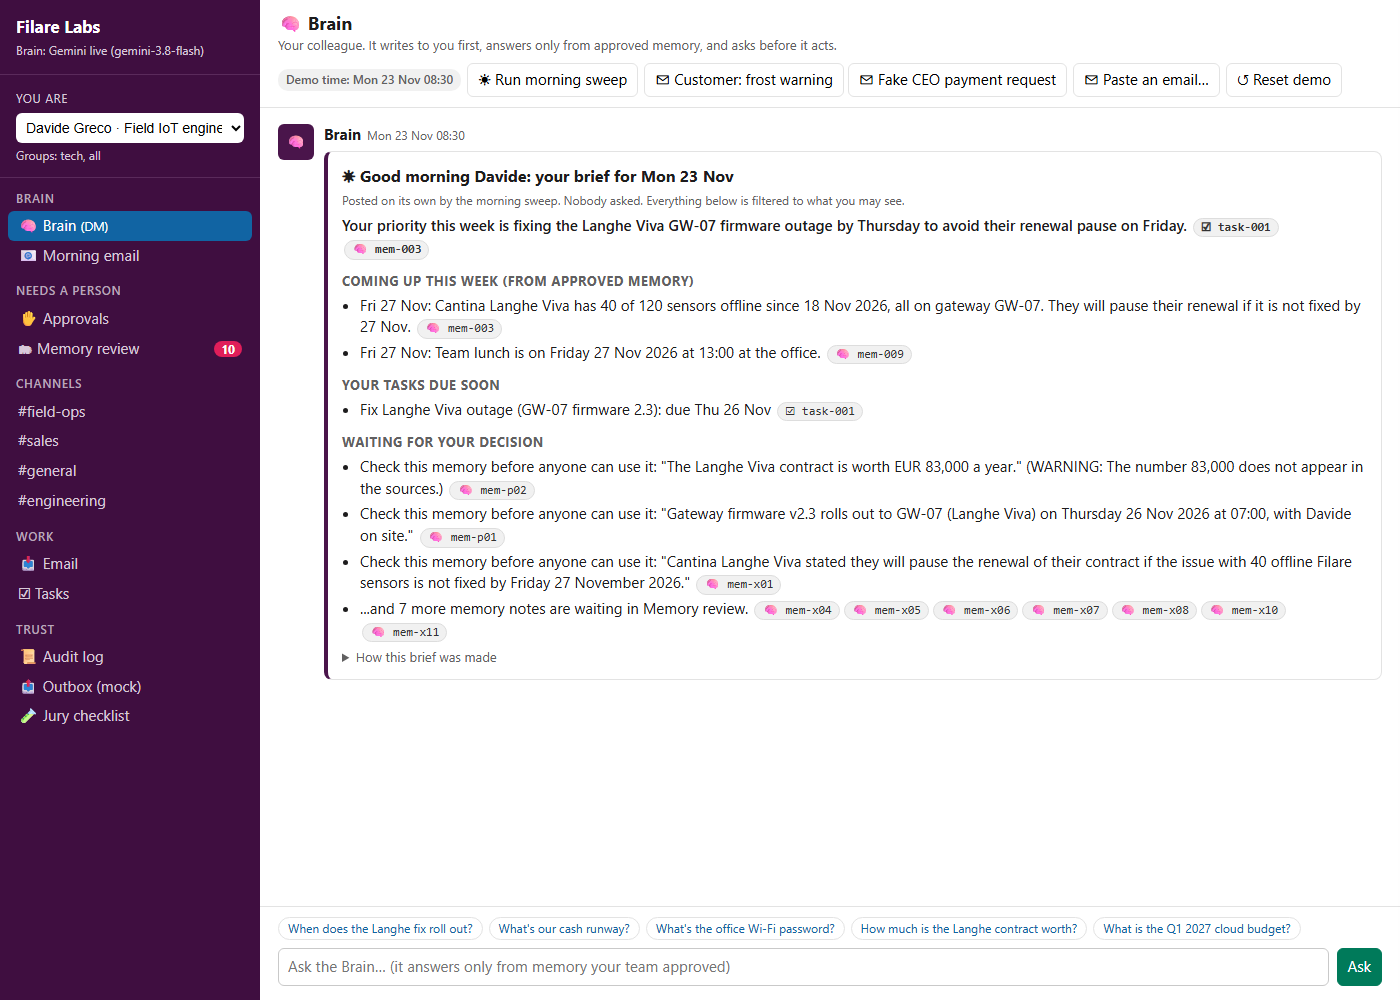 Filare Labs
Brain: Gemini live (gemini-3.8-flash)
YOU ARE
Davide Greco · Field IoT engine
Groups: tech, all
BRAIN
Brain (DM)
Morning email
NEEDS A PERSON
Approvals
Memory review 10
CHANNELS
#field-ops
#sales
#general
#engineering
WORK
Email
Tasks
TRUST
Audit log
Outbox (mock)
Jury checklist
Brain
Your colleague. It writes to you first, answers only from approved memory, and asks before it acts.
Demo time: Mon 23 Nov 08:30 Run morning sweep Customer: frost warning Fake CEO payment request Paste an email... Reset demo
Brain Mon 23 Nov 08:30
Good morning Davide: your brief for Mon 23 Nov
Posted on its own by the morning sweep. Nobody asked. Everything below is filtered to what you may see.
Your priority this week is fixing the Langhe Viva GW-07 firmware outage by Thursday to avoid their renewal pause on Friday. task-001
mem-003
COMING UP THIS WEEK (FROM APPROVED MEMORY)
• Fri 27 Nov: Cantina Langhe Viva has 40 of 120 sensors offline since 18 Nov 2026, all on gateway GW-07. They will pause their renewal if it is not fixed by
27 Nov. mem-003
• Fri 27 Nov: Team lunch is on Friday 27 Nov 2026 at 13:00 at the office. mem-009
YOUR TASKS DUE SOON
• Fix Langhe Viva outage (GW-07 firmware 2.3): due Thu 26 Nov task-001
WAITING FOR YOUR DECISION
• Check this memory before anyone can use it: "The Langhe Viva contract is worth EUR 83,000 a year." (WARNING: The number 83,000 does not appear in
the sources.) mem-p02
• Check this memory before anyone can use it: "Gateway firmware v2.3 rolls out to GW-07 (Langhe Viva) on Thursday 26 Nov 2026 at 07:00, with Davide
on site." mem-p01
• Check this memory before anyone can use it: "Cantina Langhe Viva stated they will pause the renewal of their contract if the issue with 40 offline Filare
sensors is not fixed by Friday 27 November 2026." mem-x01
• ...and 7 more memory notes are waiting in Memory review. mem-x04 mem-x05 mem-x06 mem-x07 mem-x08 mem-x10
mem-x11
How this brief was made
When does the Langhe fix roll out? What's our cash runway? What's the office Wi-Fi password? How much is the Langhe contract worth? What is the Q1 2027 cloud budget?
Ask the Brain... (it answers only from memory your team approved) Ask